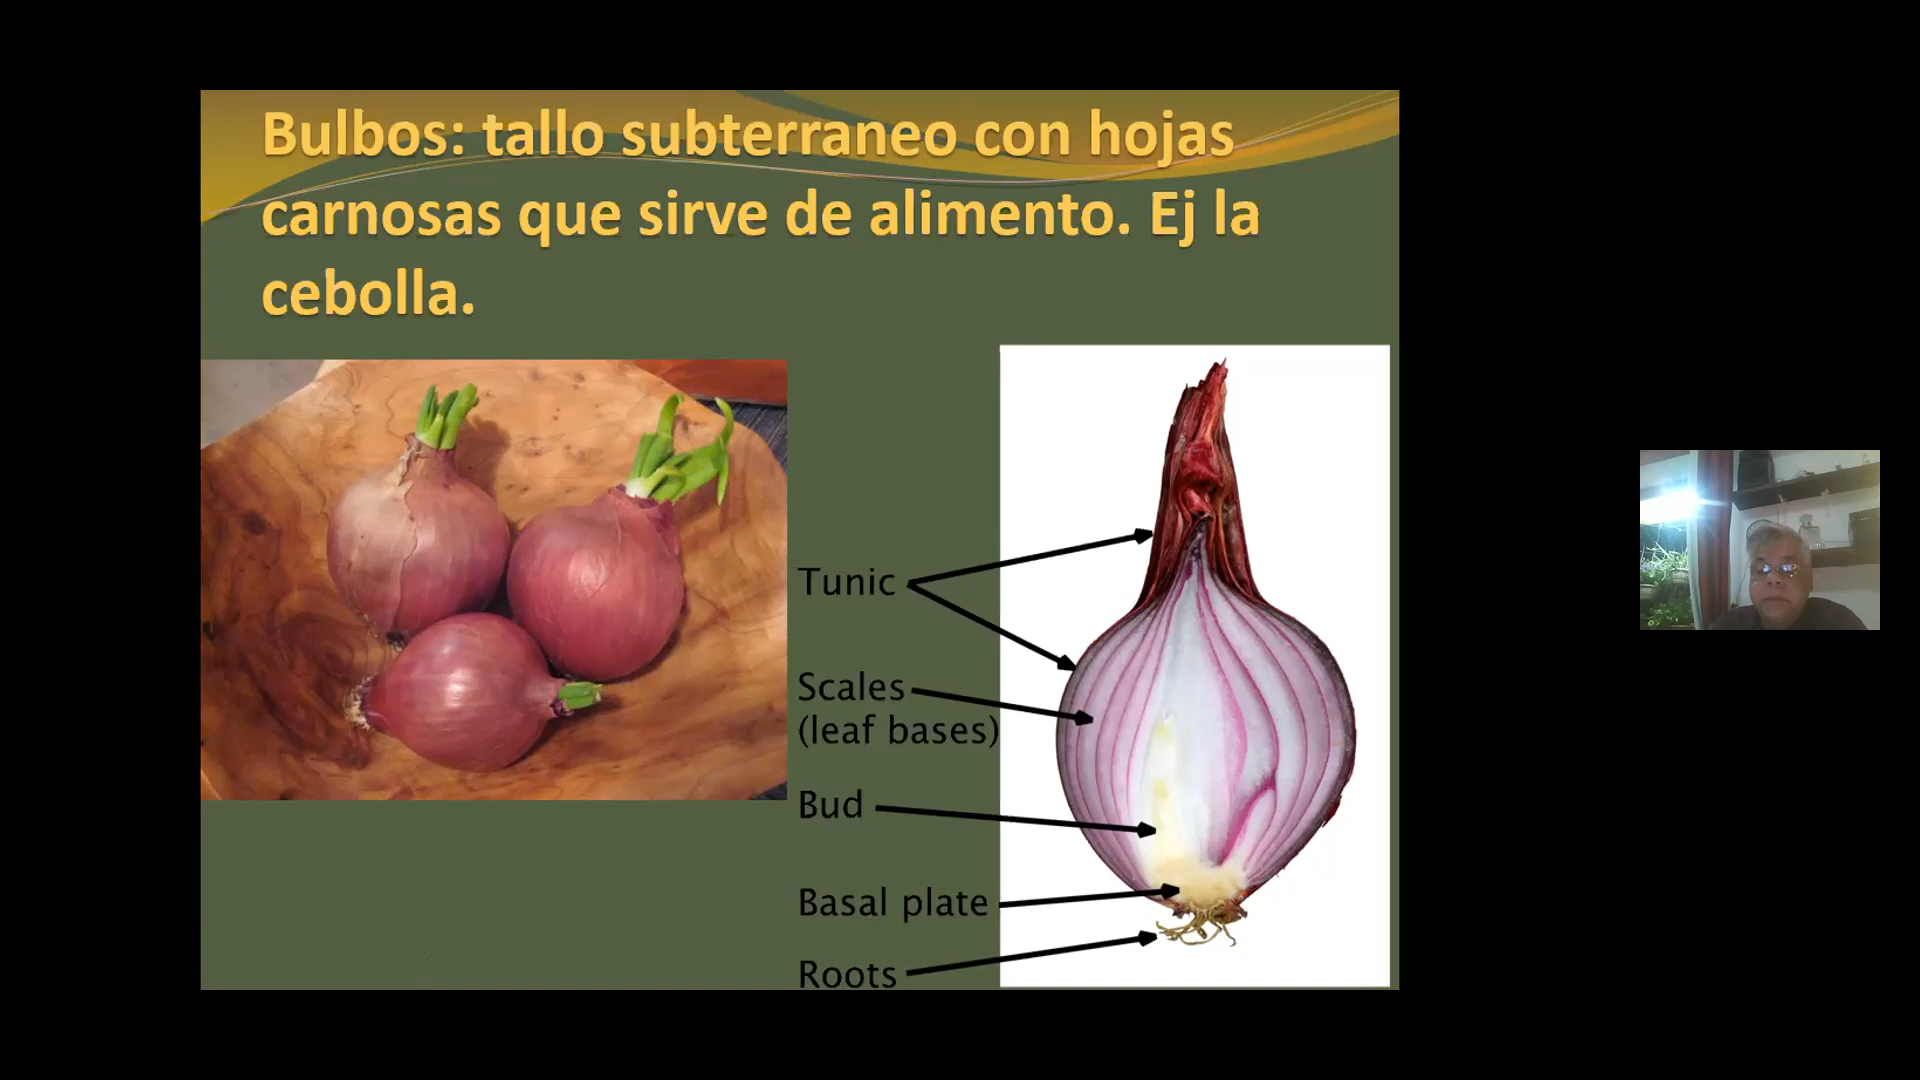 Bulbos: tallo subterraneo con hojas
carnosas que sirve de alimento. Ej la
cebolla.
Tunic
Scales
(leaf bases)
Bud
Basal plate
Roots